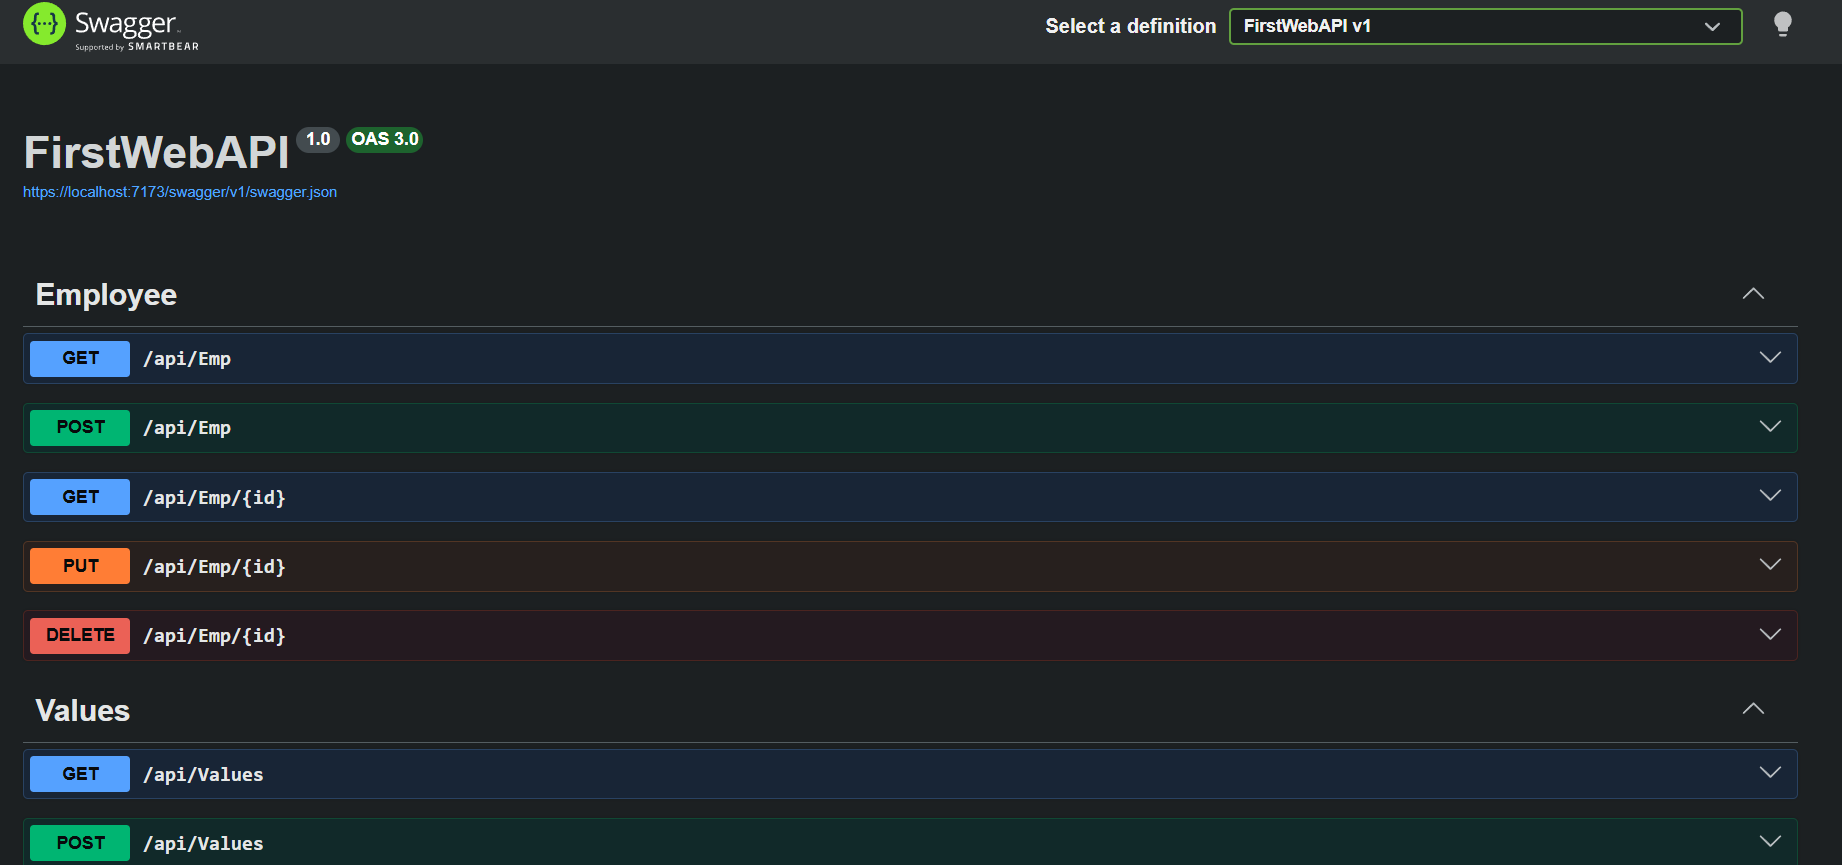 {···} Swagger
Supported by SMARTBEAR
Select a definition
FirstWebAPI v1
FirstWebAPI 1.0 OAS 3.0
https://localhost:7173/swagger/v1/swagger.json
Employee
GET /api/Emp
POST /api/Emp
GET /api/Emp/{id}
PUT /api/Emp/{id}
DELETE /api/Emp/{id}
Values
GET /api/Values
POST /api/Values